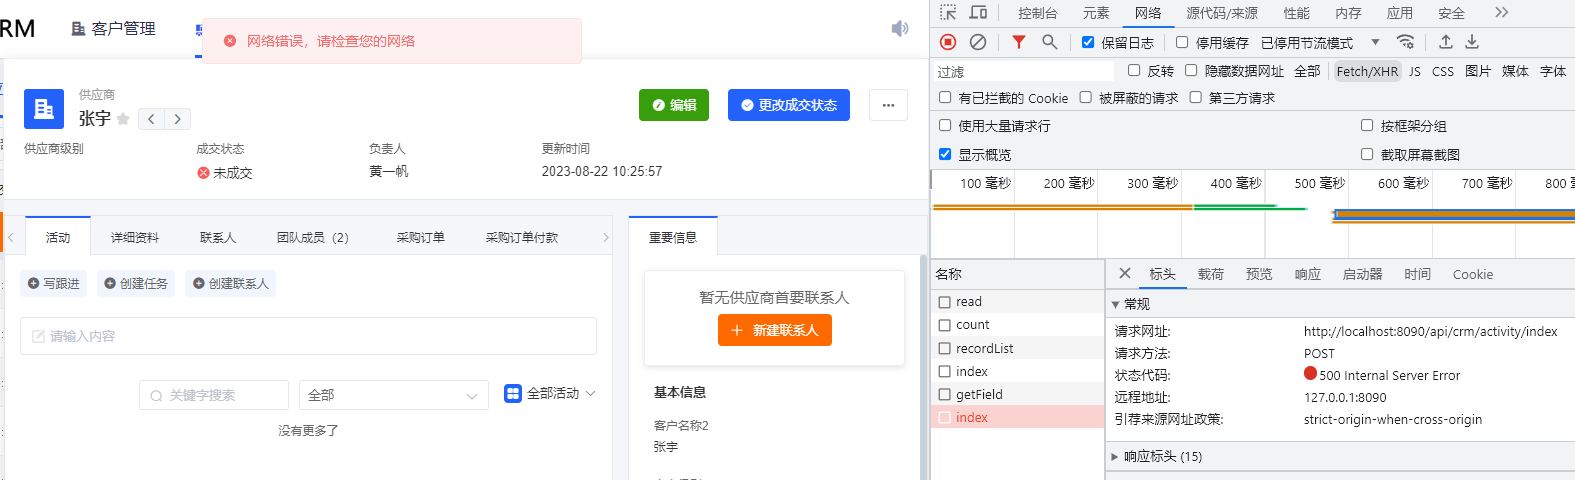 RM
客户管理
网络错误，请检查您的网络
供应商
张宇
编辑
更改成交状态
供应商级别
成交状态
负责人
更新时间
未成交
黄一帆
2023-08-22 10:25:57
活动
详细资料
联系人
团队成员（2）
采购订单
采购订单付款
重要信息
写跟进
创建任务
创建联系人
请输入内容
关键字搜索
全部
全部活动
没有更多了
暂无供应商首要联系人
新建联系人
基本信息
客户名称2
张宇
控制台
元素
网络
源代码/来源
性能
内存
应用
安全
保留日志
停用缓存
已停用节流模式
过滤
反转
隐藏数据网址
全部
Fetch/XHR
JS
CSS
图片
媒体
字体
有已拦截的 Cookie
被屏蔽的请求
第三方请求
使用大量请求行
按框架分组
显示概览
截取屏幕截图
100 毫秒
200 毫秒
300 毫秒
400 毫秒
500 毫秒
600 毫秒
700 毫秒
800 毫
名称
read
count
recordList
index
getField
index
标头
载荷
预览
响应
启动器
时间
Cookie
常规
请求网址:
http://localhost:8090/api/crm/activity/index
请求方法:
POST
状态代码:
500 Internal Server Error
远程地址:
127.0.0.1:8090
引荐来源网址政策:
strict-origin-when-cross-origin
响应标头 (15)